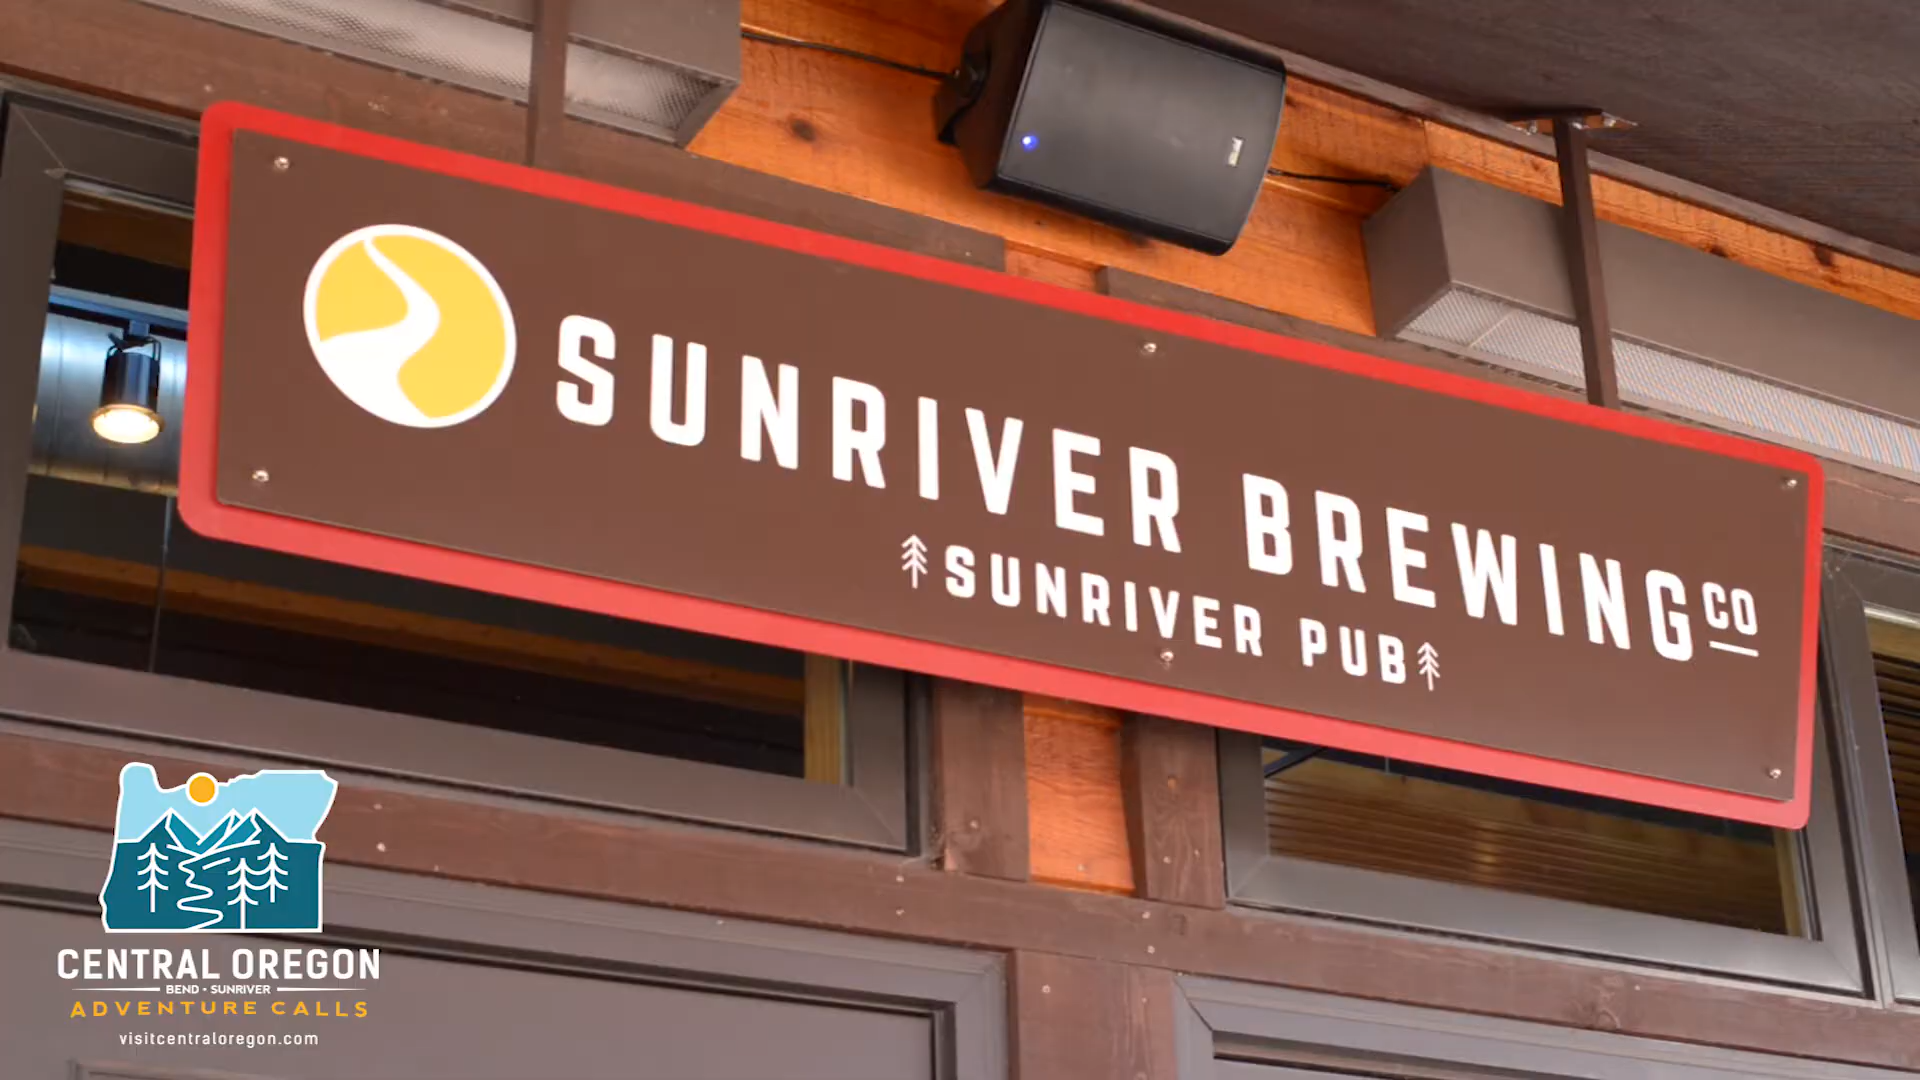 SUNRIVER BREWING CO
SUNRIVER PUB
CENTRAL OREGON
BEND • SUNRIVER
ADVENTURE CALLS
visitcentraloregon.com